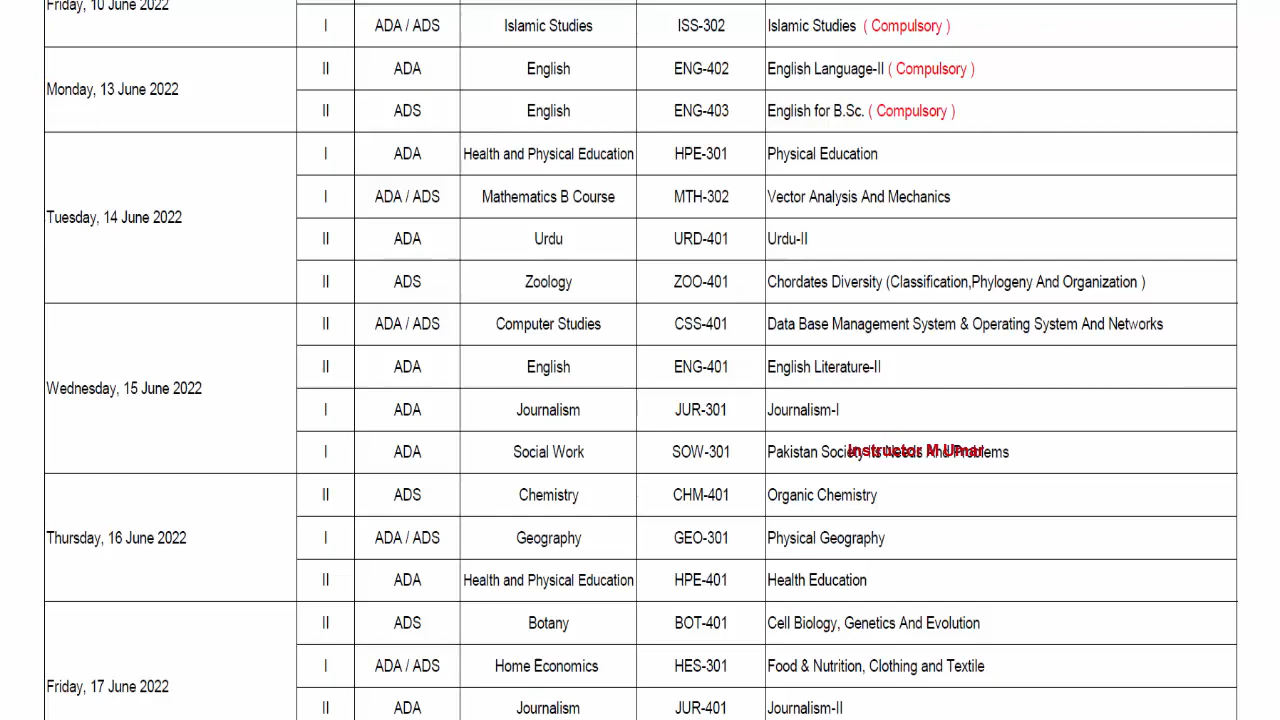 Friday, 10 June 2022
I ADA / ADS Islamic Studies ISS-302 Islamic Studies ( Compulsory )
Monday, 13 June 2022
II ADA English ENG-402 English Language-II ( Compulsory )
II ADS English ENG-403 English for B.Sc. ( Compulsory )
Tuesday, 14 June 2022
I ADA Health and Physical Education HPE-301 Physical Education
I ADA / ADS Mathematics B Course MTH-302 Vector Analysis And Mechanics
II ADA Urdu URD-401 Urdu-II
II ADS Zoology ZOO-401 Chordates Diversity (Classification,Phylogeny And Organization )
Wednesday, 15 June 2022
II ADA / ADS Computer Studies CSS-401 Data Base Management System & Operating System And Networks
II ADA English ENG-401 English Literature-II
I ADA Journalism JUR-301 Journalism-I
I ADA Social Work SOW-301 Pakistan Society Its Needs And Problems
Instructor M Umar
Thursday, 16 June 2022
II ADS Chemistry CHM-401 Organic Chemistry
I ADA / ADS Geography GEO-301 Physical Geography
II ADA Health and Physical Education HPE-401 Health Education
Friday, 17 June 2022
II ADS Botany BOT-401 Cell Biology, Genetics And Evolution
I ADA / ADS Home Economics HES-301 Food & Nutrition, Clothing and Textile
II ADA Journalism JUR-401 Journalism-II